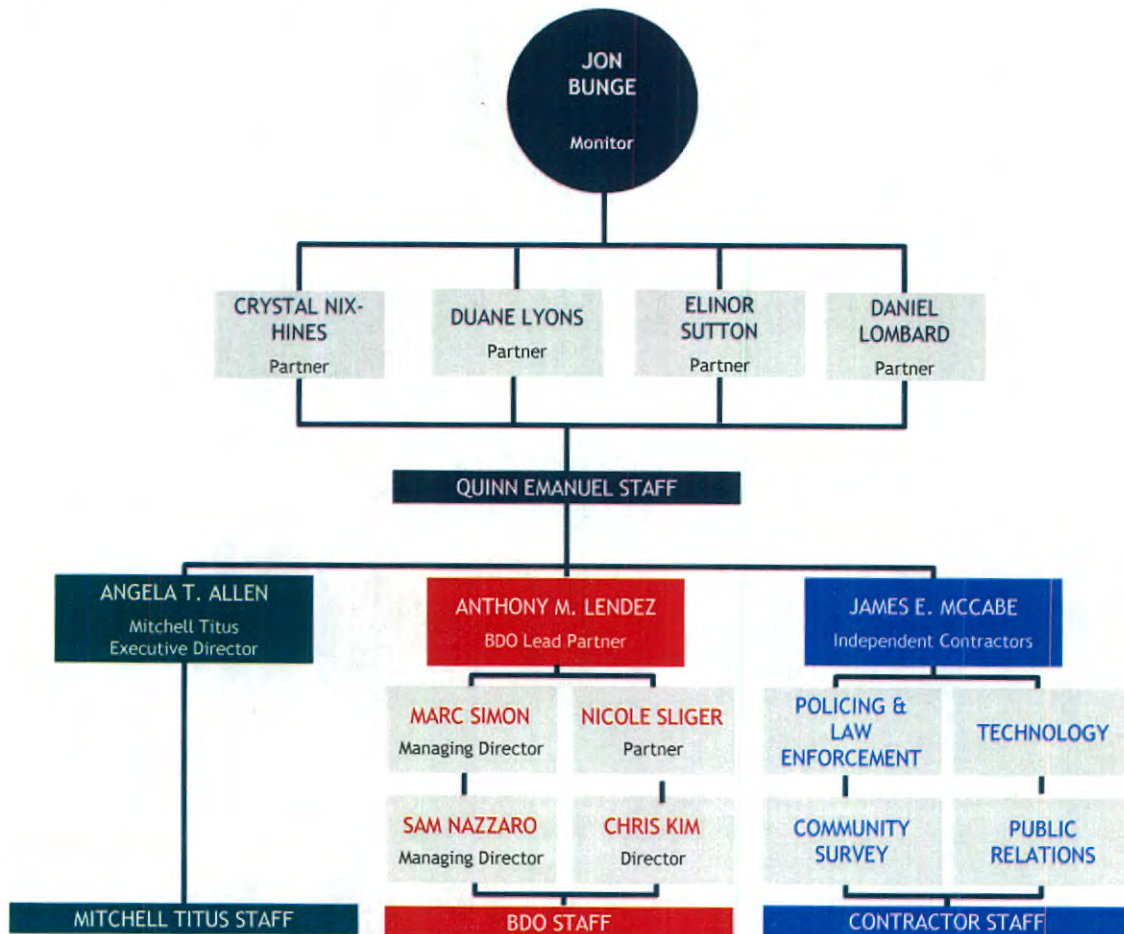 JON
BUNGE
Monitor
CRYSTAL NIX-
HINES
Partner
DUANE LYONS
Partner
ELINOR
SUTTON
Partner
DANIEL
LOMBARD
Partner
QUINN EMANUEL STAFF
ANGELA T. ALLEN
Mitchell Titus
Executive Director
ANTHONY M. LENDEZ
BDO Lead Partner
JAMES E. MCCABE
Independent Contractors
MARC SIMON
Managing Director
NICOLE SLIGER
Partner
POLICING &
LAW
ENFORCEMENT
TECHNOLOGY
SAM NAZZARO
Managing Director
CHRIS KIM
Director
COMMUNITY
SURVEY
PUBLIC
RELATIONS
MITCHELL TITUS STAFF
BDO STAFF
CONTRACTOR STAFF